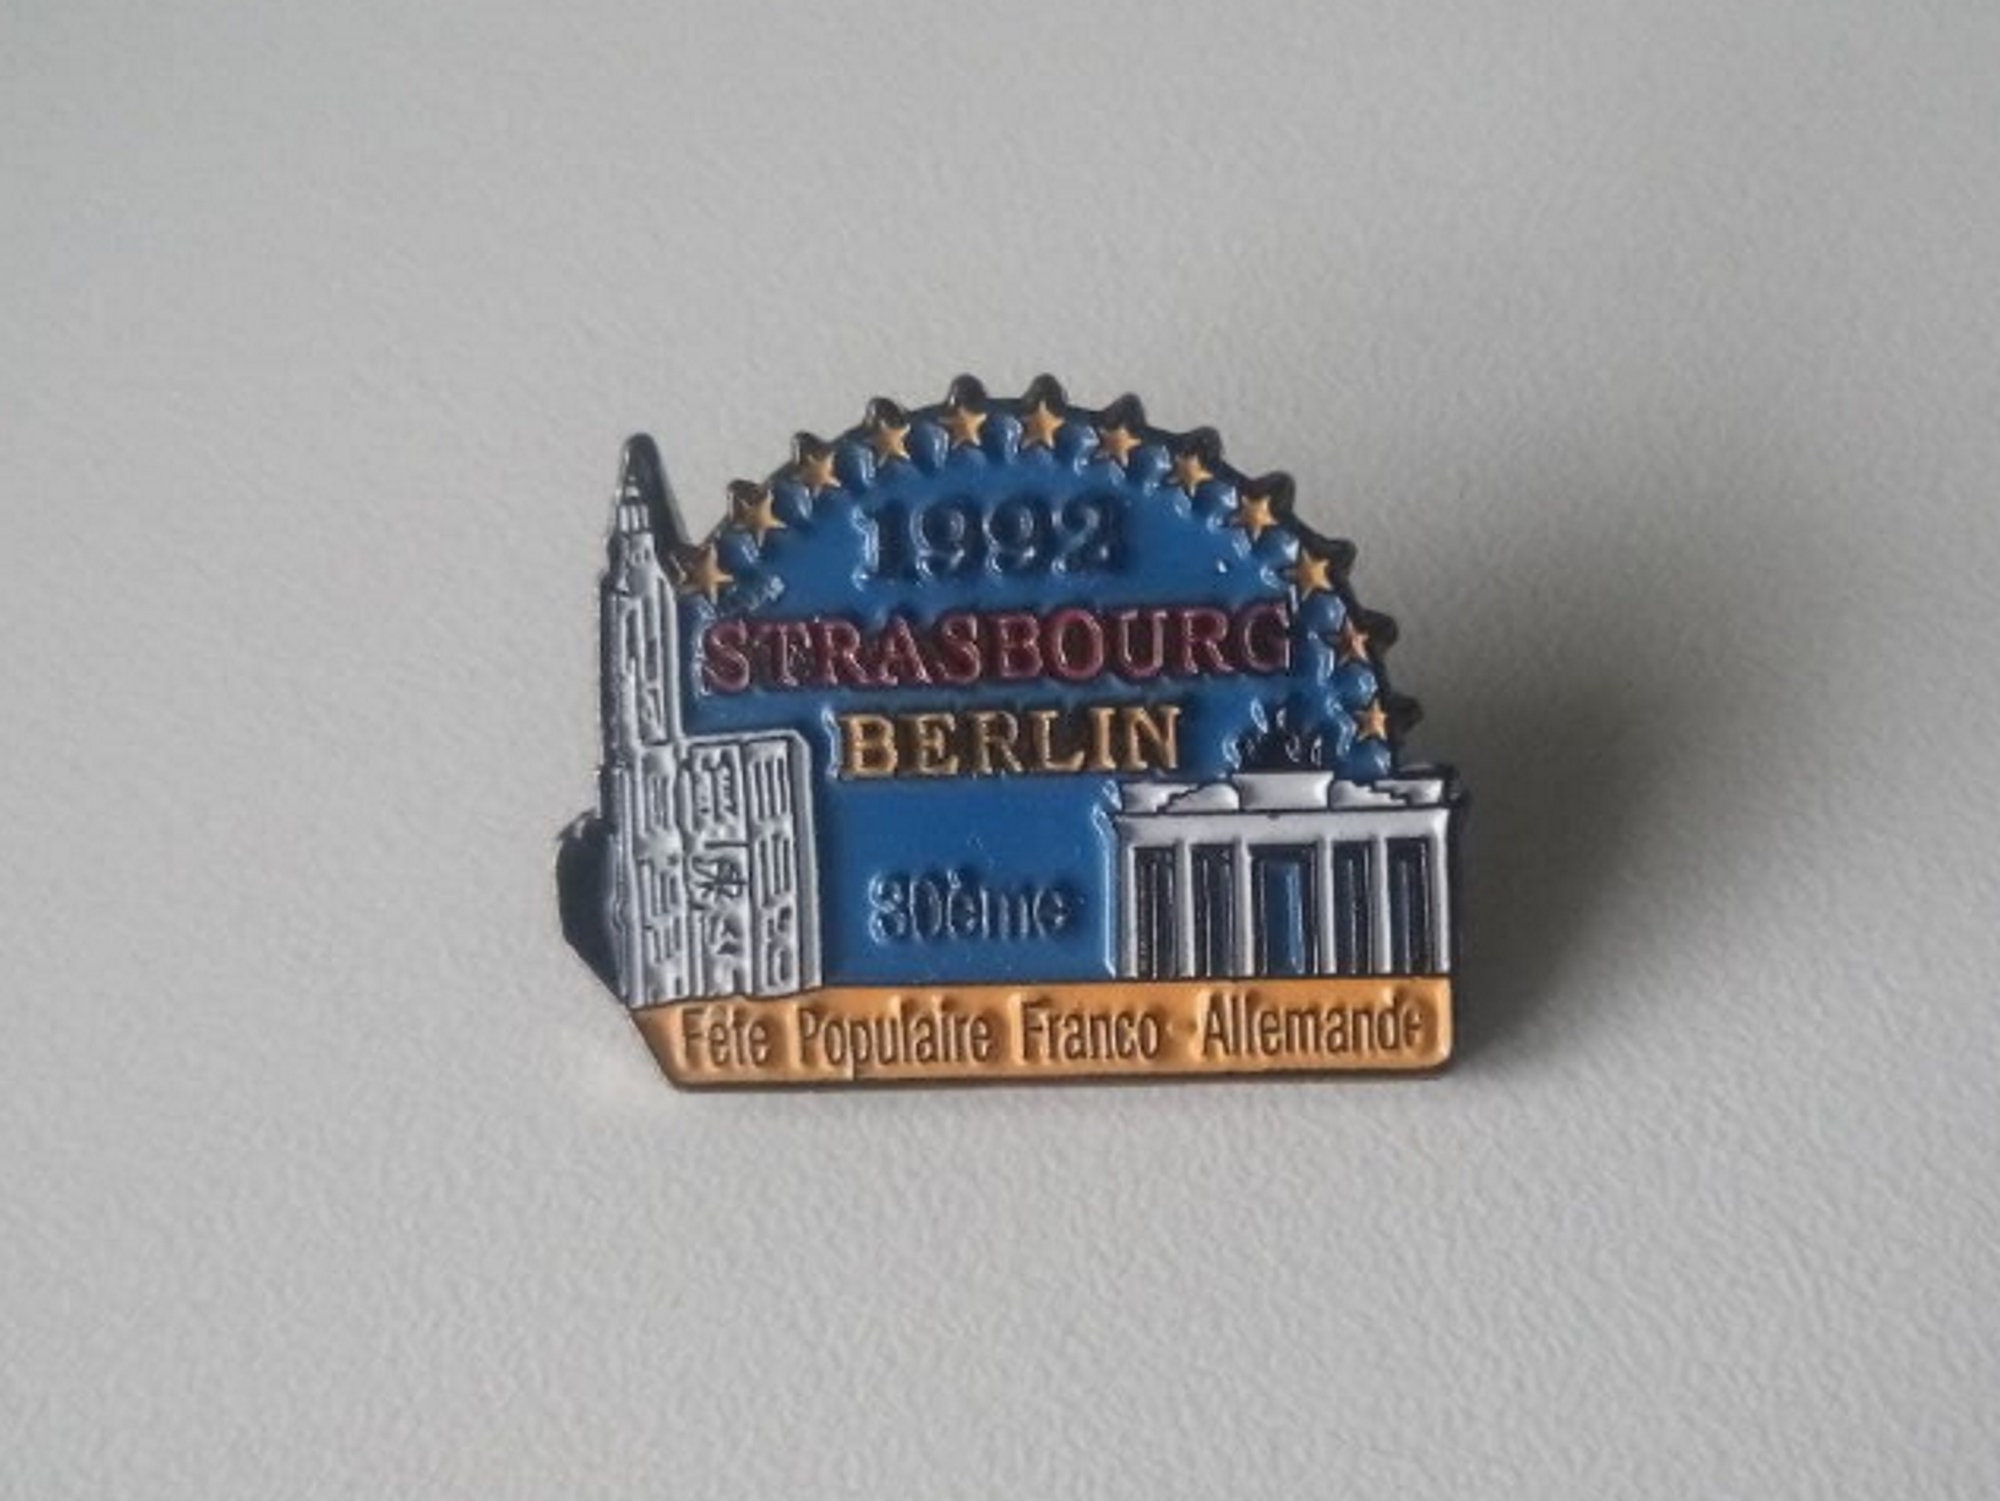 1992
STRASBOURG
BERLIN
30ème
Fête Populaire Franco-Allemande